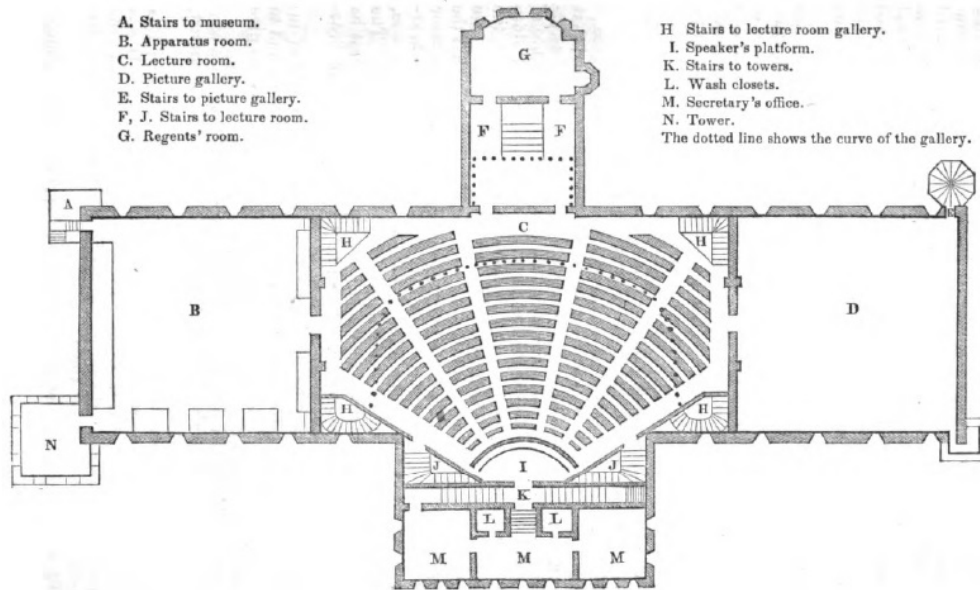 A. Stairs to museum.
B. Apparatus room.
C. Lecture room.
D. Picture gallery.
E. Stairs to picture gallery.
F, J. Stairs to lecture room.
G. Regents' room.
H Stairs to lecture room gallery.
I. Speaker's platform.
K. Stairs to towers.
L. Wash closets.
M. Secretary's office.
N. Tower.
The dotted line shows the curve of the gallery.
G
F F
A
E
C
H H
B D
H H
N
J I J
K
L L
M M M